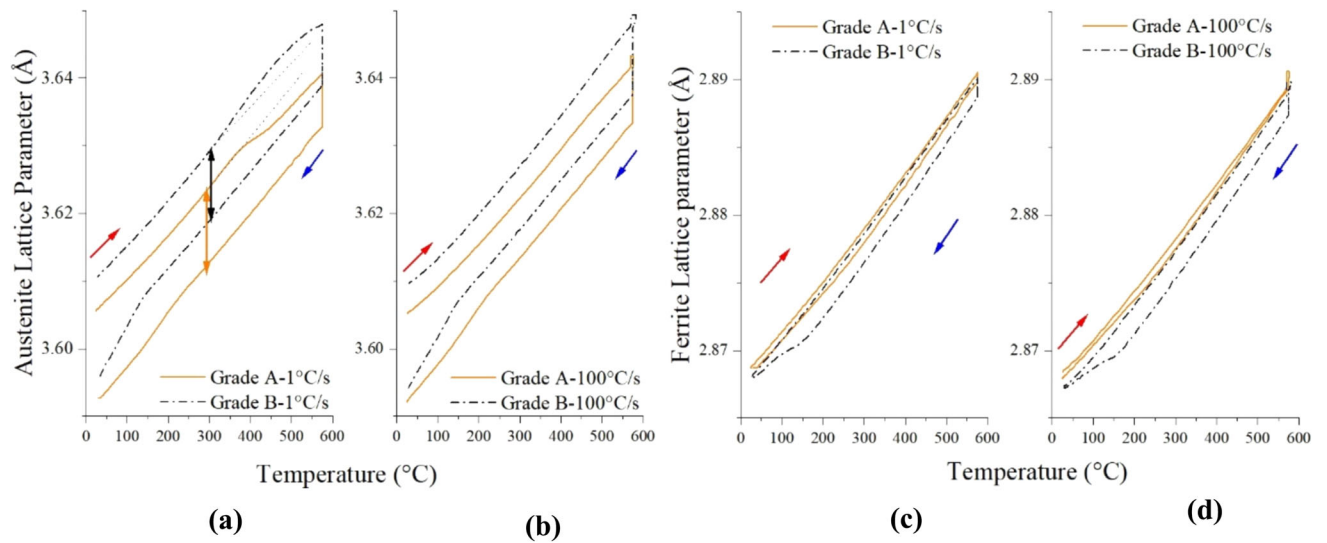 Austenite Lattice Parameter (Å)
3.64
3.62
3.60
Grade A-1°C/s
Grade B-1°C/s
0 100 200 300 400 500 600
(a)
3.64
3.62
3.60
Grade A-100°C/s
Grade B-100°C/s
0 100 200 300 400 500 600
Temperature (°C)
(b)
Ferrite Lattice parameter (Å)
Grade A-1°C/s
Grade B-1°C/s
2.89
2.88
2.87
0 100 200 300 400 500 600
(c)
Grade A-100°C/s
Grade B-100°C/s
2.89
2.88
2.87
0 100 200 300 400 500 600
Temperature (°C)
(d)